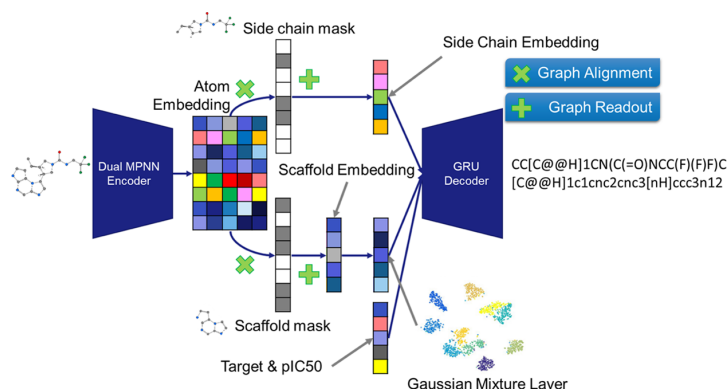 Side chain mask
Side Chain Embedding
Graph Alignment
Graph Readout
Atom
Embedding
Dual MPNN
Encoder
Scaffold Embedding
GRU
Decoder
CC[C@@H]1CN(C(=O)NCC(F)(F)F)C
[C@@H]1c1cnc2cnc3[nH]ccc3n12
Scaffold mask
Target & pIC50
Gaussian Mixture Layer